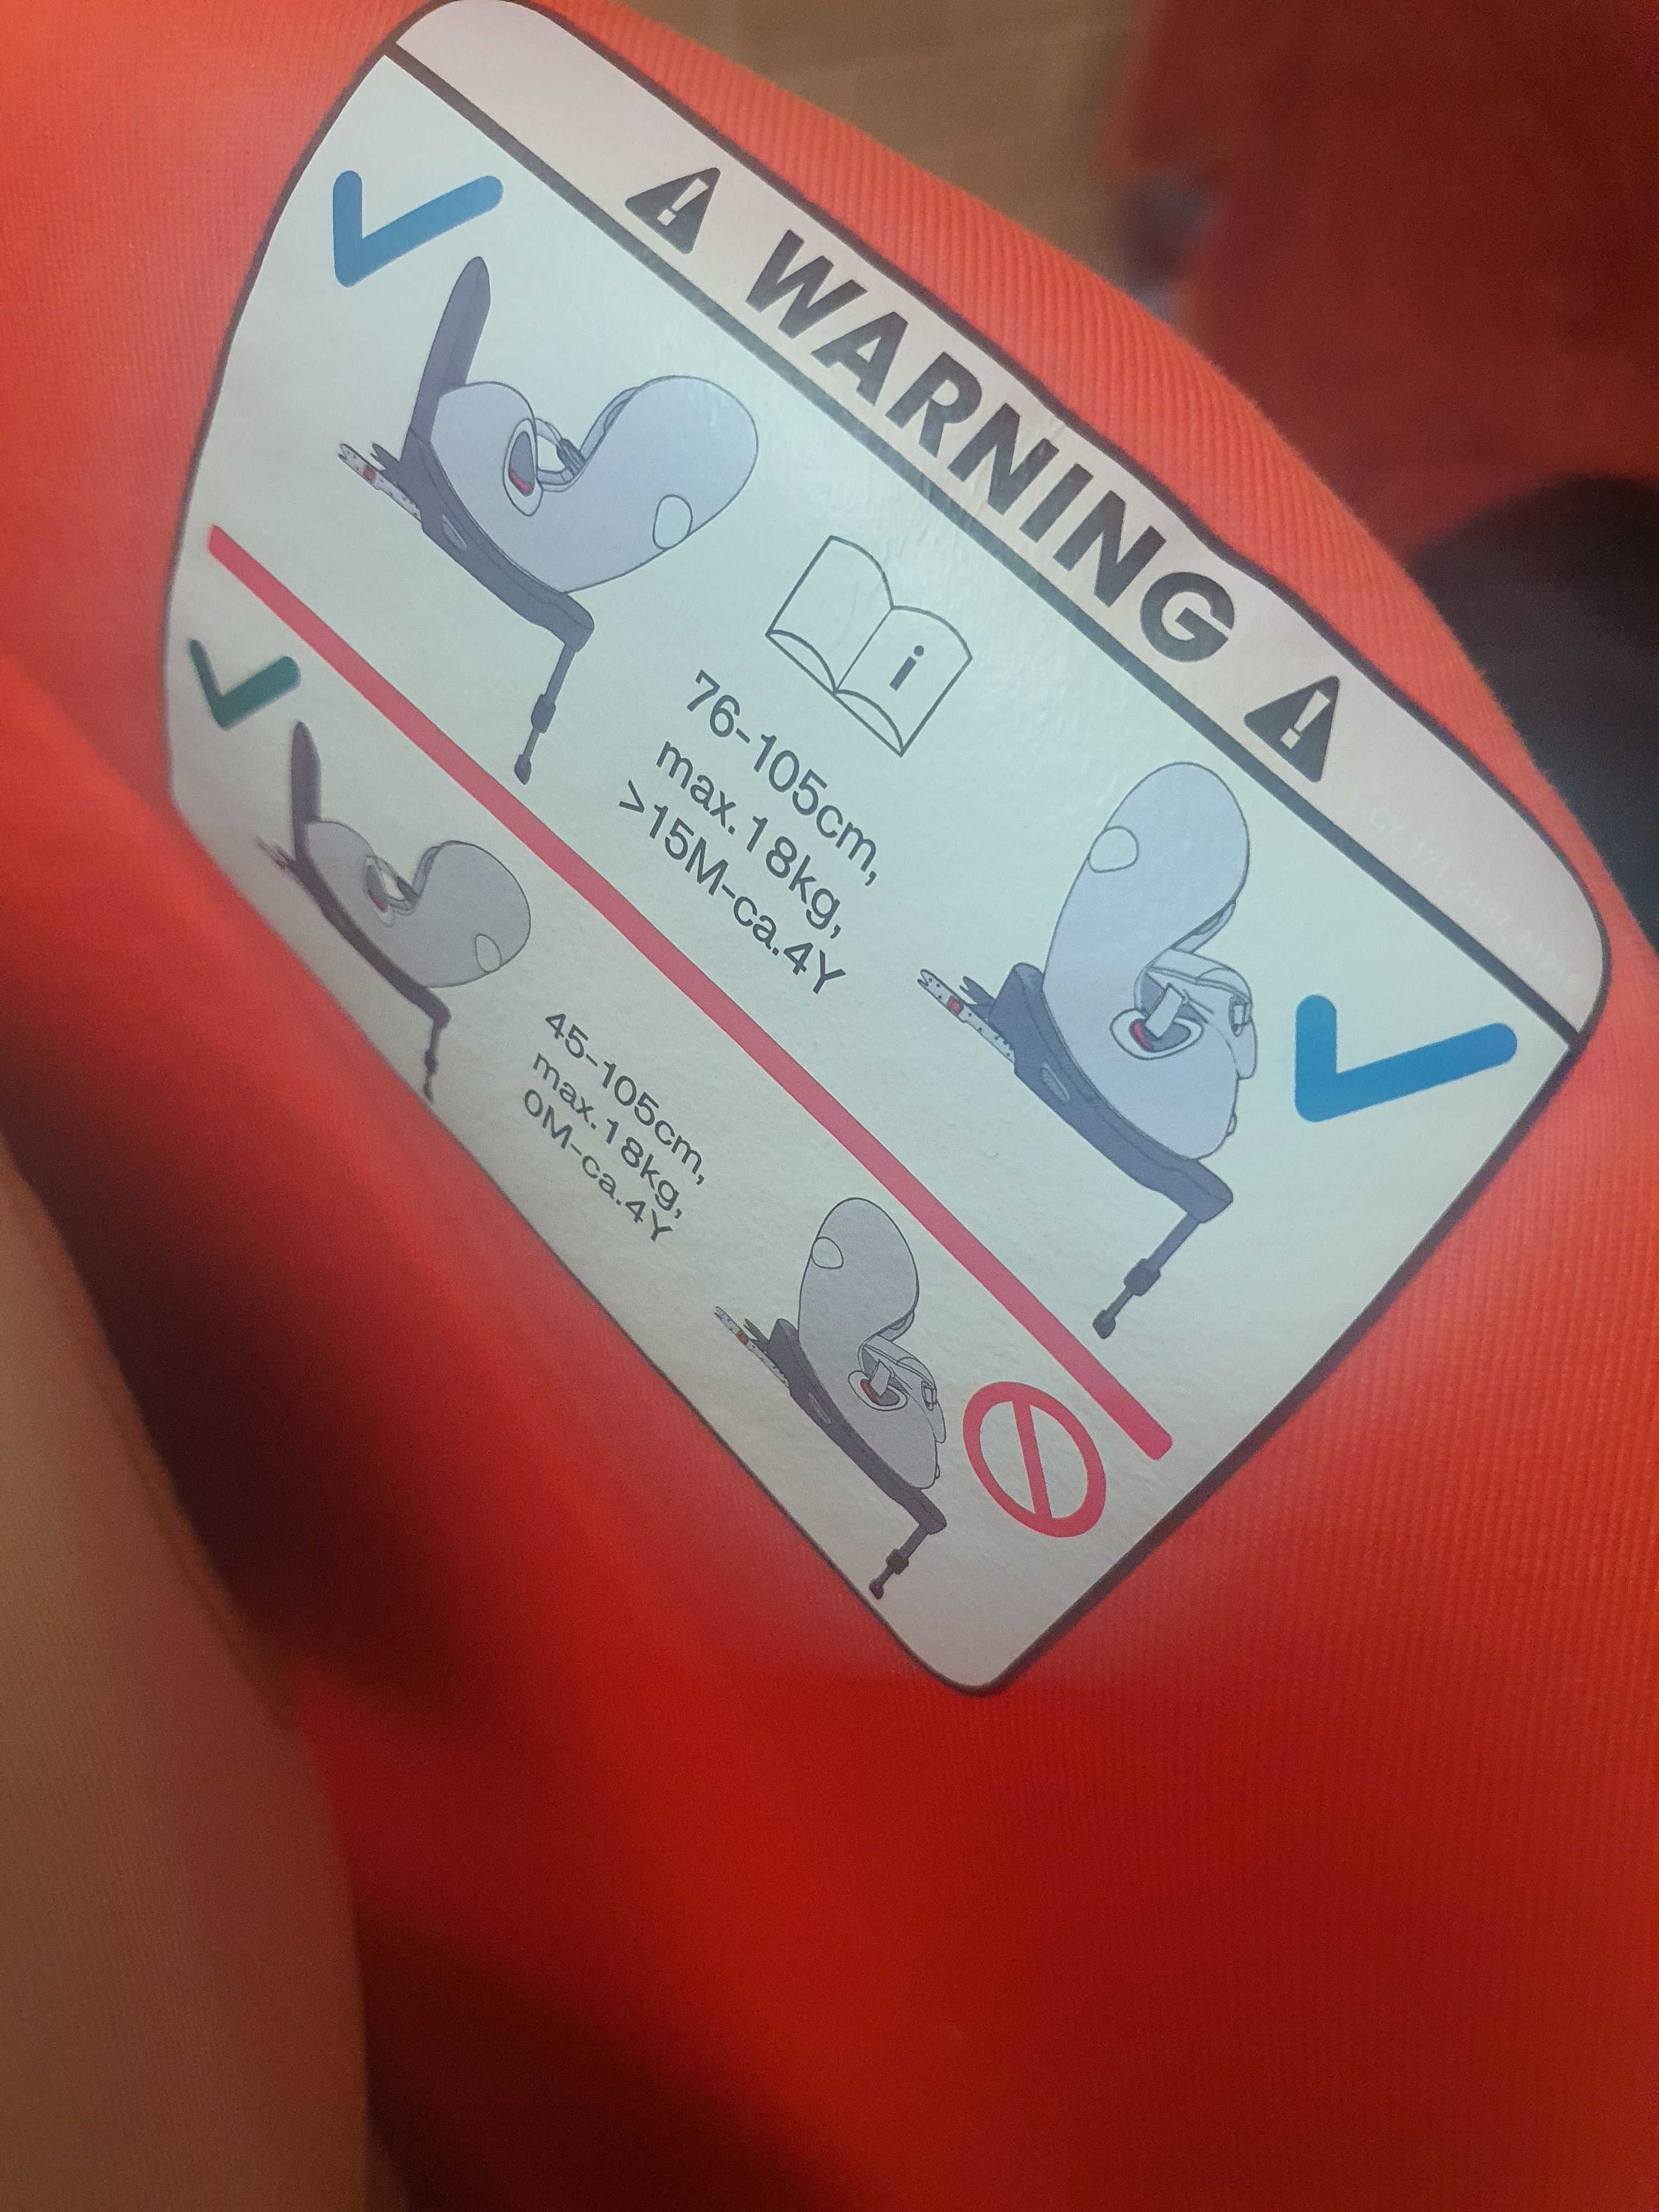 WARNING
i
76-105cm,
max.18kg,
>15M-ca.4Y
45-105cm,
max.18kg,
0M-ca.4Y